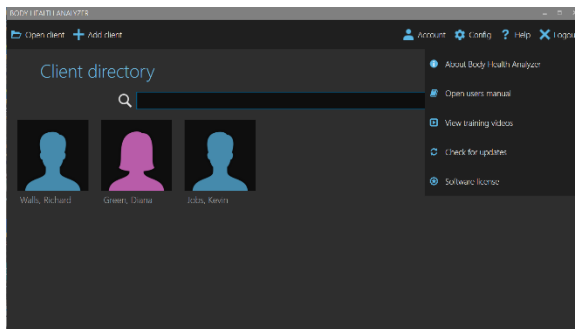 BODY HEALTH ANALYZER
Open client Add client Account Config ? Help Logout
Client directory
About Body Health Analyzer
Open users manual
View training videos
Check for updates
Software license
Walls, Richard Green, Diana Jobs, Kevin